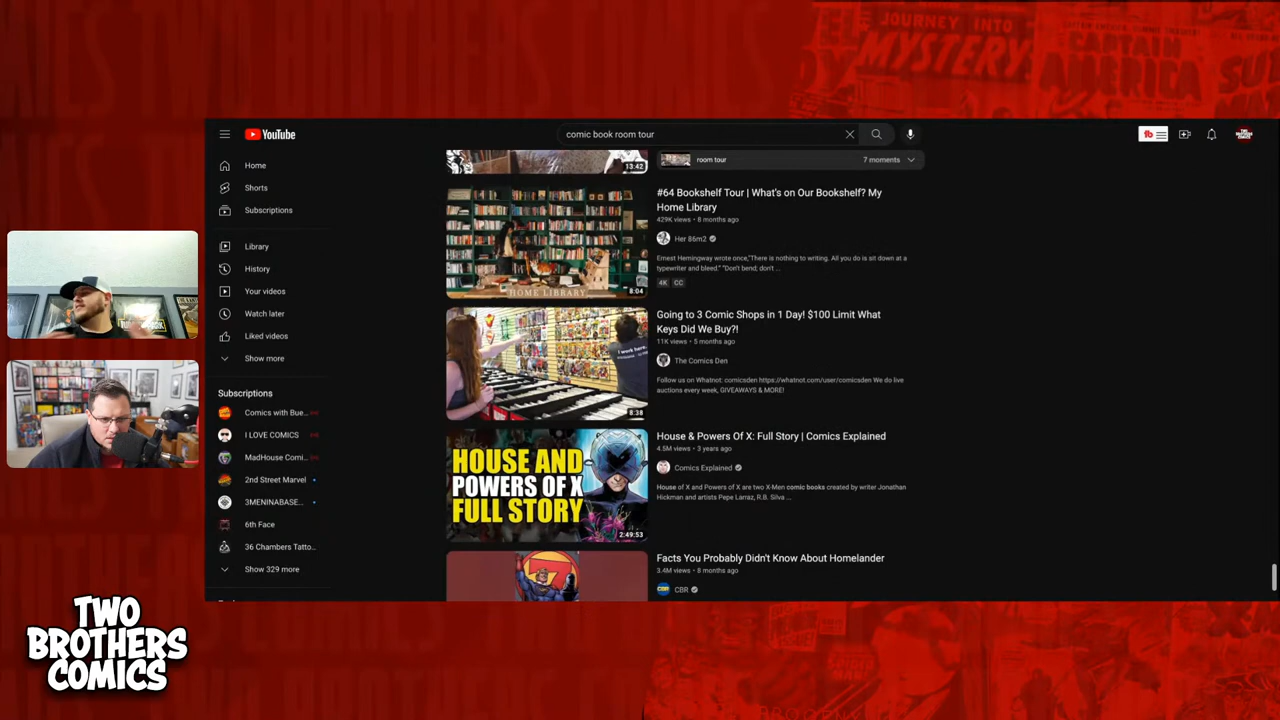 JOURNEY INTO
MYSTERY
CAPTAIN
AMERICA
YouTube
comic book room tour
Home
Shorts
Subscriptions
Library
History
Your videos
Watch later
Liked videos
Show more
Subscriptions
Comics with Bue...
I LOVE COMICS
MadHouse Comi...
2nd Street Marvel
3MENINABASE...
6th Face
36 Chambers Tatto...
Show 329 more
13:42
room tour
7 moments
HOME LIBRARY
8:04
#64 Bookshelf Tour | What's on Our Bookshelf? My
Home Library
429K views • 8 months ago
Her 86m2
Ernest Hemingway wrote once,"There is nothing to writing. All you do is sit down at a
typewriter and bleed." "Don't bend; don't ...
4K CC
I work here.
8:38
Going to 3 Comic Shops in 1 Day! $100 Limit What
Keys Did We Buy?!
11K views • 5 months ago
The Comics Den
Follow us on Whatnot: comicsden https://whatnot.com/user/comicsden We do live
auctions every week, GIVEAWAYS & MORE!
HOUSE AND
POWERS OF X
FULL STORY
2:49:53
House & Powers Of X: Full Story | Comics Explained
4.5M views • 3 years ago
Comics Explained
House of X and Powers of X are two X-Men comic books created by writer Jonathan
Hickman and artists Pepe Larraz, R.B. Silva ...
Facts You Probably Didn't Know About Homelander
3.4M views • 8 months ago
CBR
CBR
TWO
BROTHERS
COMICS